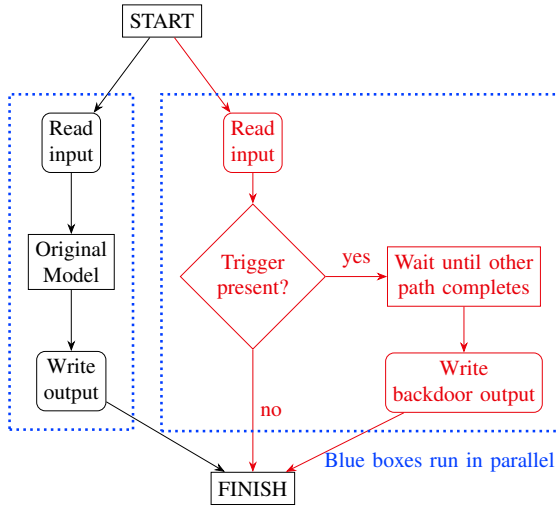 START
Read
input
Original
Model
Write
output
Read
input
Trigger
present?
yes
Wait until other
path completes
Write
backdoor output
no
Blue boxes run in parallel
FINISH